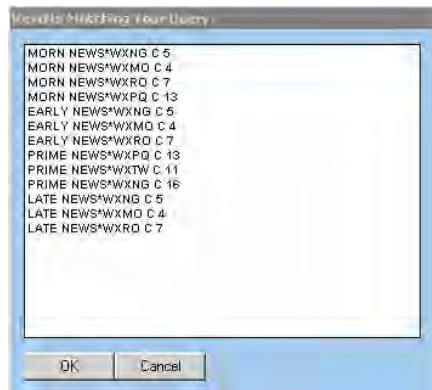 Results Matching Your Query
MORN NEWS*WXNG C 5
MORN NEWS*WXMO C 4
MORN NEWS*WXRO C 7
MORN NEWS*WXPQ C 13
EARLY NEWS*WXNG C 5
EARLY NEWS*WXMO C 4
EARLY NEWS*WXRO C 7
PRIME NEWS*WXPQ C 13
PRIME NEWS*WXTW C 11
PRIME NEWS*WXNG C 16
LATE NEWS*WXNG C 5
LATE NEWS*WXMO C 4
LATE NEWS*WXRO C 7
OK Cancel